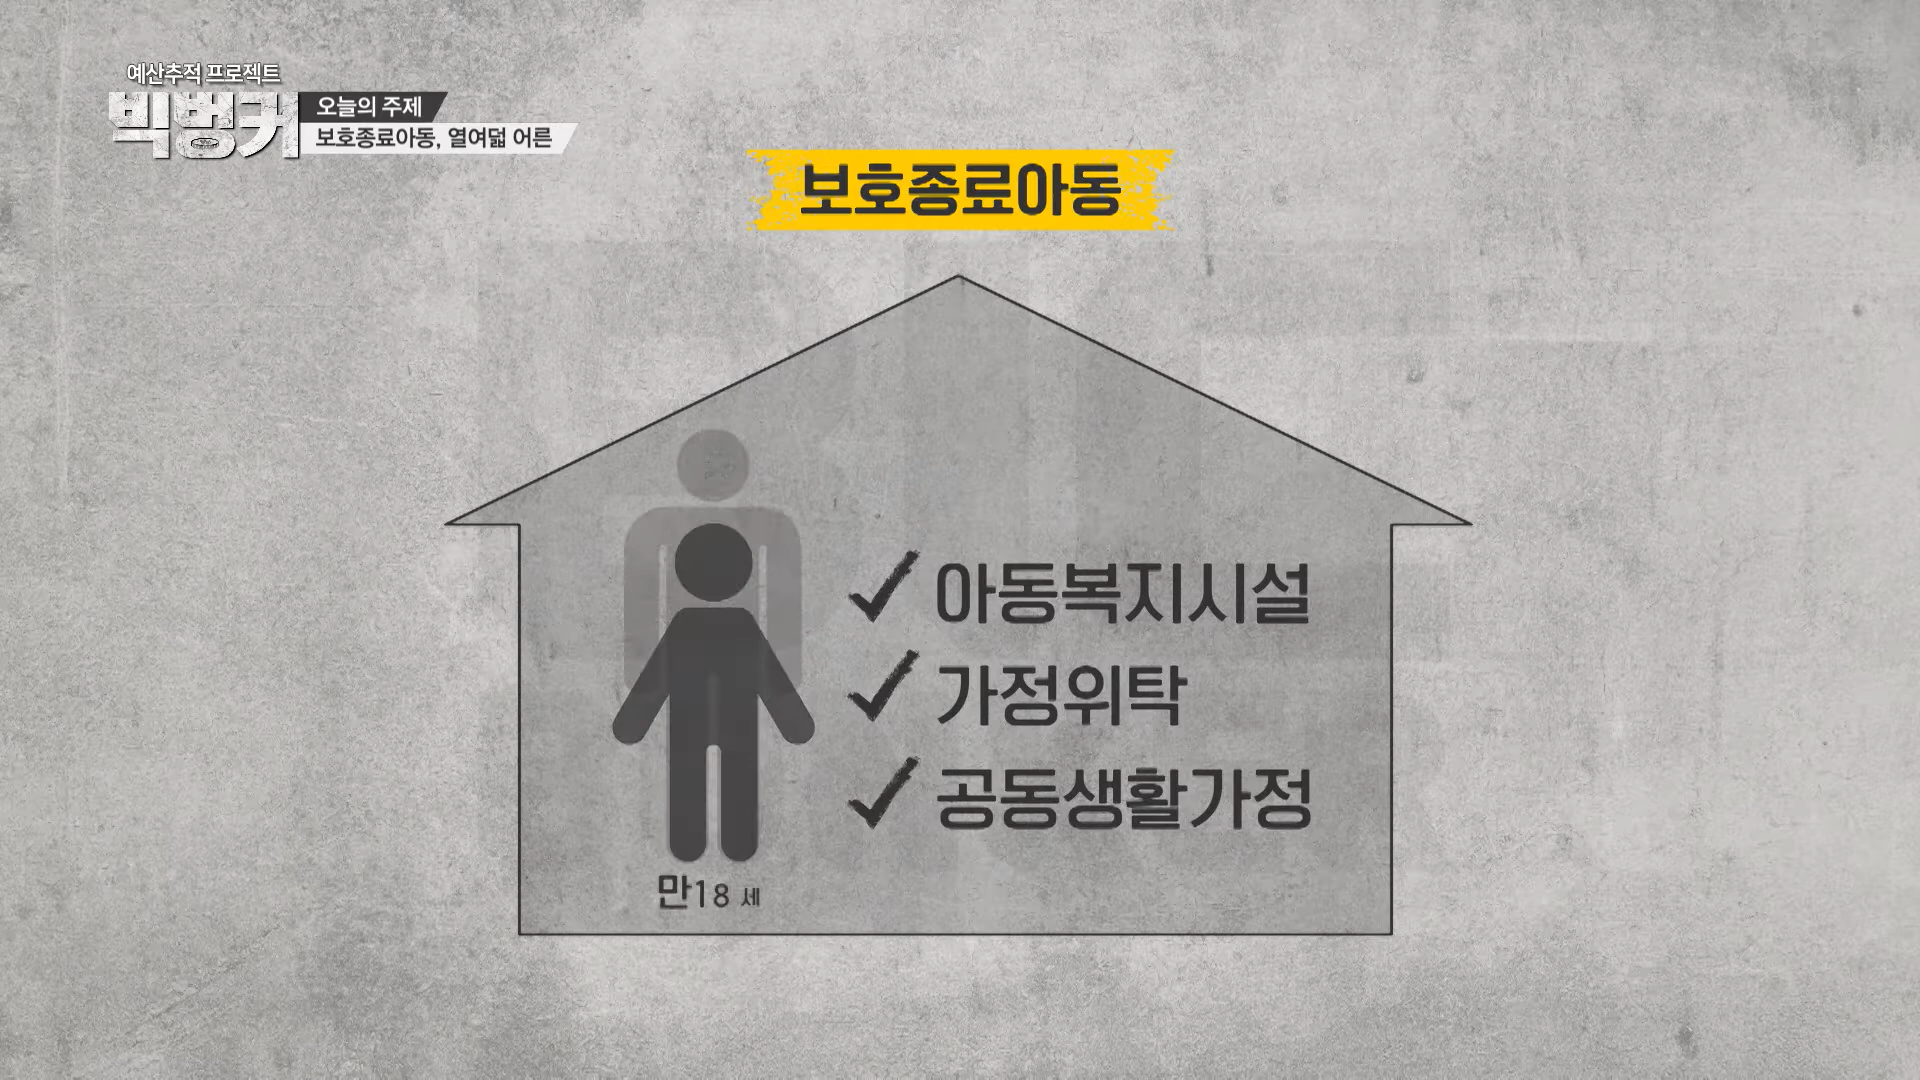 예산추적 프로젝트
빅벙커
오늘의 주제
보호종료아동, 열여덟 어른
보호종료아동
아동복지시설
가정위탁
공동생활가정
만18 세